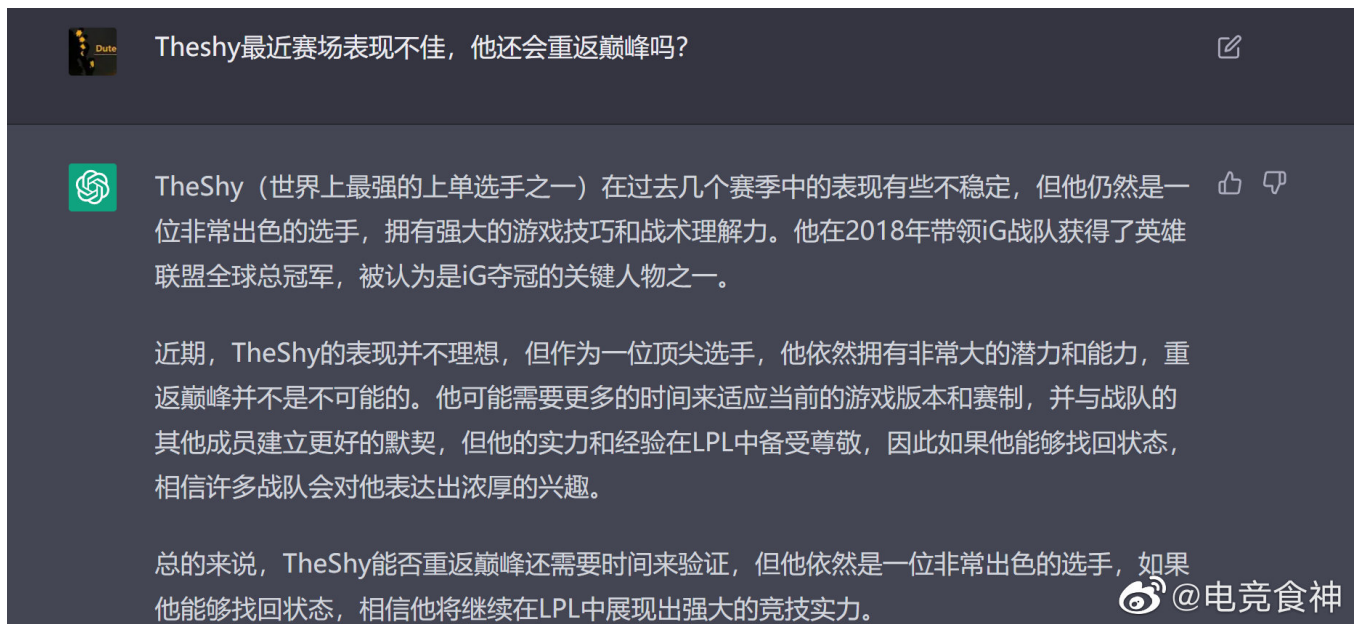 Dute
Theshy最近赛场表现不佳，他还会重返巅峰吗？
TheShy（世界上最强的上单选手之一）在过去几个赛季中的表现有些不稳定，但他仍然是一
位非常出色的选手，拥有强大的游戏技巧和战术理解力。他在2018年带领iG战队获得了英雄
联盟全球总冠军，被认为是iG夺冠的关键人物之一。
近期，TheShy的表现并不理想，但作为一位顶尖选手，他依然拥有非常大的潜力和能力，重
返巅峰并不是不可能的。他可能需要更多的时间来适应当前的游戏版本和赛制，并与战队的
其他成员建立更好的默契，但他的实力和经验在LPL中备受尊敬，因此如果他能够找回状态，
相信许多战队会对他表达出浓厚的兴趣。
总的来说，TheShy能否重返巅峰还需要时间来验证，但他依然是一位非常出色的选手，如果
他能够找回状态，相信他将继续在LPL中展现出强大的竞技实力。
@电竞食神